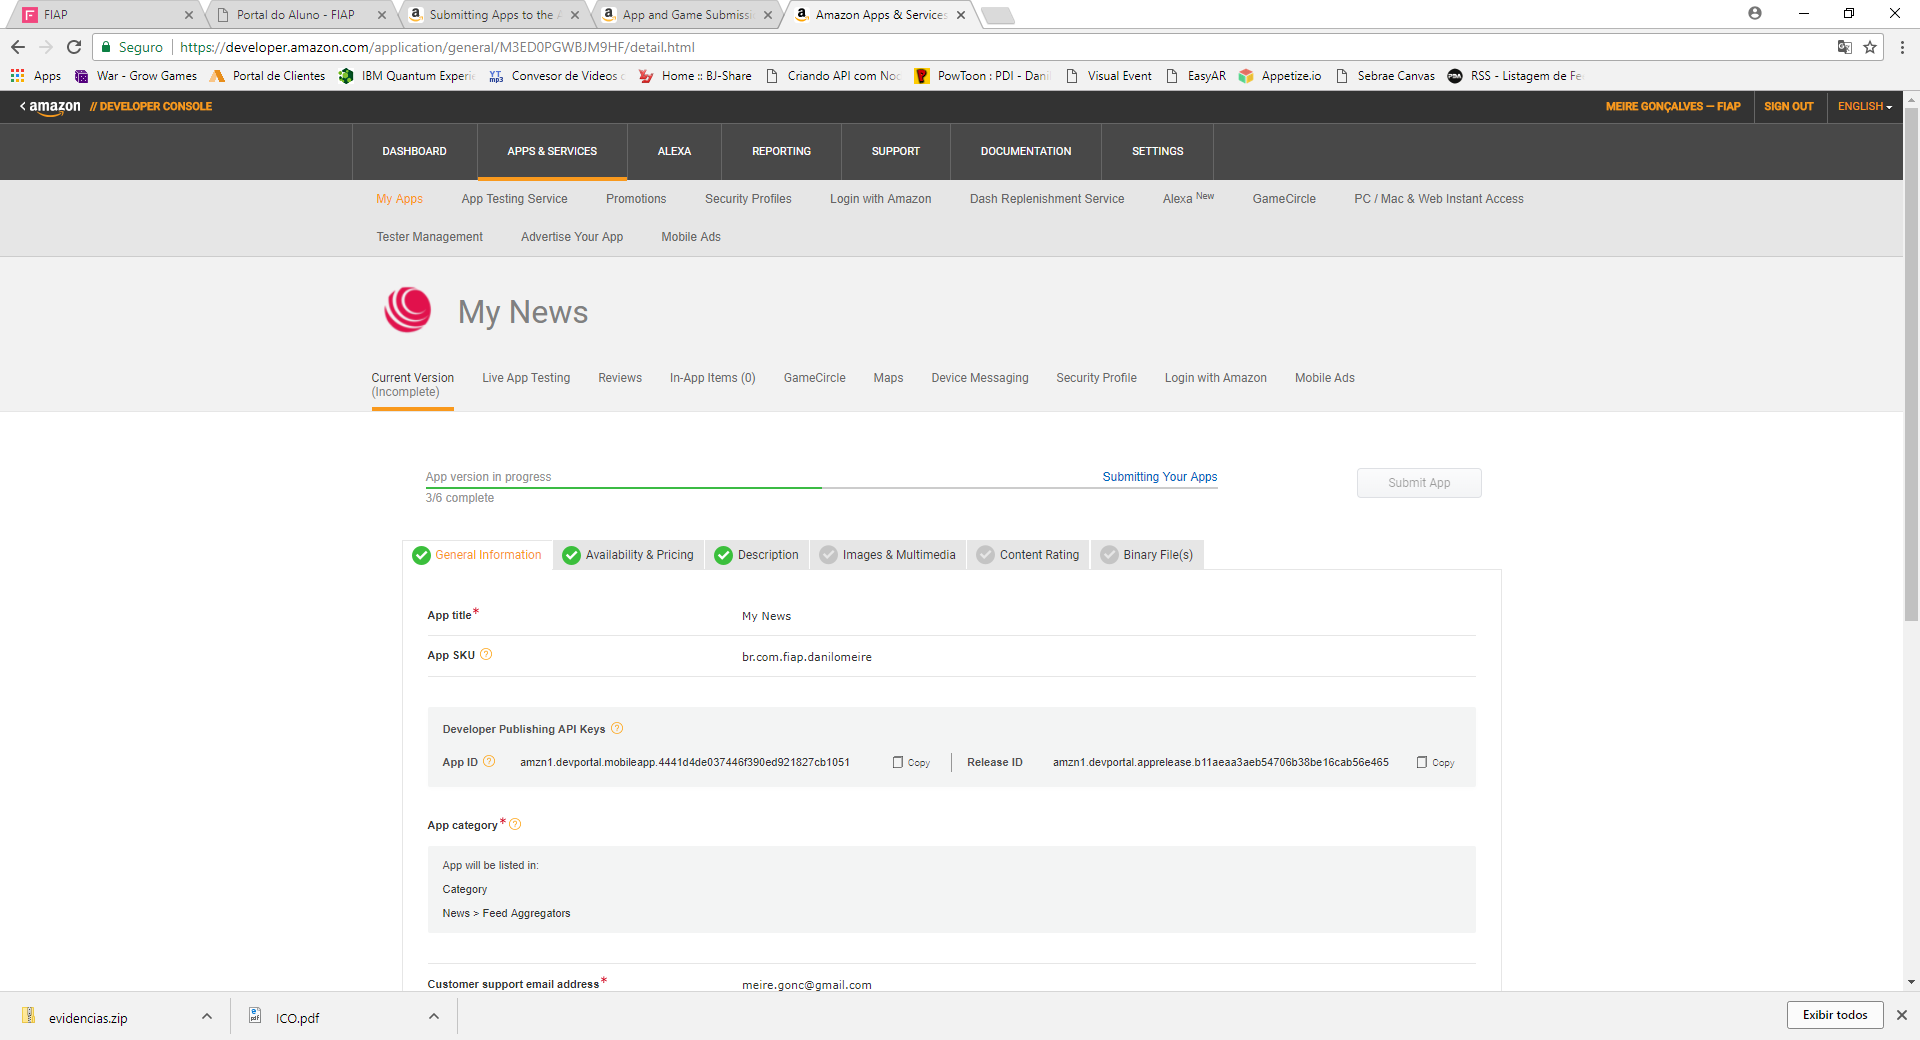 FIAP
Portal do Aluno - FIAP
Submitting Apps to the
App and Game Submiss
Amazon Apps & Services
Seguro
https://developer.amazon.com/application/general/M3ED0PGWBJM9HF/detail.html
Apps
War - Grow Games
Portal de Clientes
IBM Quantum Experie
Convesor de Videos
Home :: BJ-Share
Criando API com Noc
PowToon : PDI - Dani
Visual Event
EasyAR
Appetize.io
Sebrae Canvas
RSS - Listagem de Fe
< amazon // DEVELOPER CONSOLE
MEIRE GONÇALVES — FIAP
SIGN OUT
ENGLISH
DASHBOARD
APPS & SERVICES
ALEXA
REPORTING
SUPPORT
DOCUMENTATION
SETTINGS
My Apps
App Testing Service
Promotions
Security Profiles
Login with Amazon
Dash Replenishment Service
Alexa New
GameCircle
PC / Mac & Web Instant Access
Tester Management
Advertise Your App
Mobile Ads
My News
Current Version
(Incomplete)
Live App Testing
Reviews
In-App Items (0)
GameCircle
Maps
Device Messaging
Security Profile
Login with Amazon
Mobile Ads
App version in progress
Submitting Your Apps
3/6 complete
Submit App
General Information
Availability & Pricing
Description
Images & Multimedia
Content Rating
Binary File(s)
App title*
My News
App SKU ?
br.com.fiap.danilomeire
Developer Publishing API Keys ?
App ID ?
amzn1.devportal.mobileapp.4441d4de037446f390ed921827cb1051
Copy
Release ID
amzn1.devportal.apprelease.b11aeaa3aeb54706b38be16cab56e465
Copy
App category* ?
App will be listed in:
Category
News > Feed Aggregators
Customer support email address*
meire.gonc@gmail.com
evidencias.zip
ICO.pdf
Exibir todos